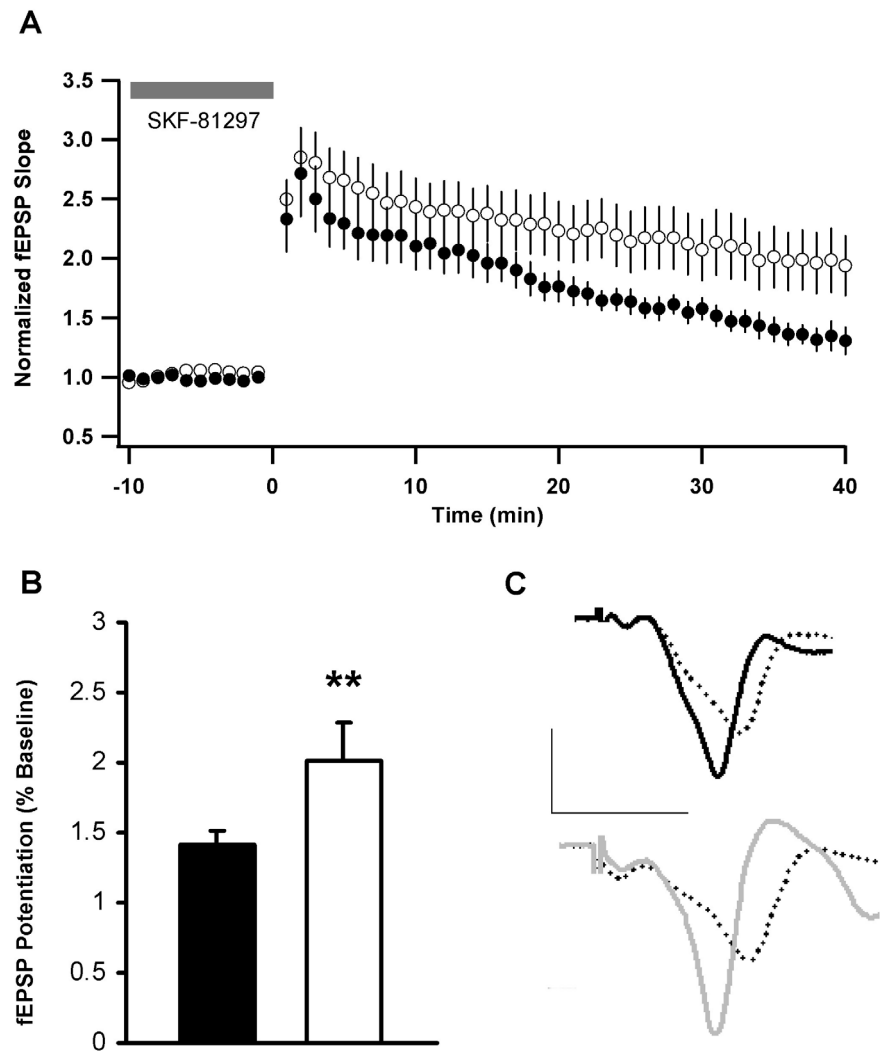 A
Normalized fEPSP Slope
3.5
3.0
2.5
2.0
1.5
1.0
0.5
SKF-81297
-10 0 10 20 30 40
Time (min)
B
fEPSP Potentiation (% Baseline)
3
2.5
2
1.5
1
0.5
0
**
C